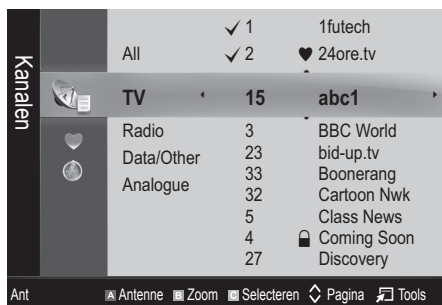 Kanalen
✓ 1 1futech
All ✓ 2 ♥ 24ore.tv
TV 15 abc1
Radio 3 BBC World
Data/Other 23 bid-up.tv
Analogue 33 Boonerang
32 Cartoon Nwk
5 Class News
4 Coming Soon
27 Discovery
Ant A Antenne B Zoom C Selecteren Pagina Tools